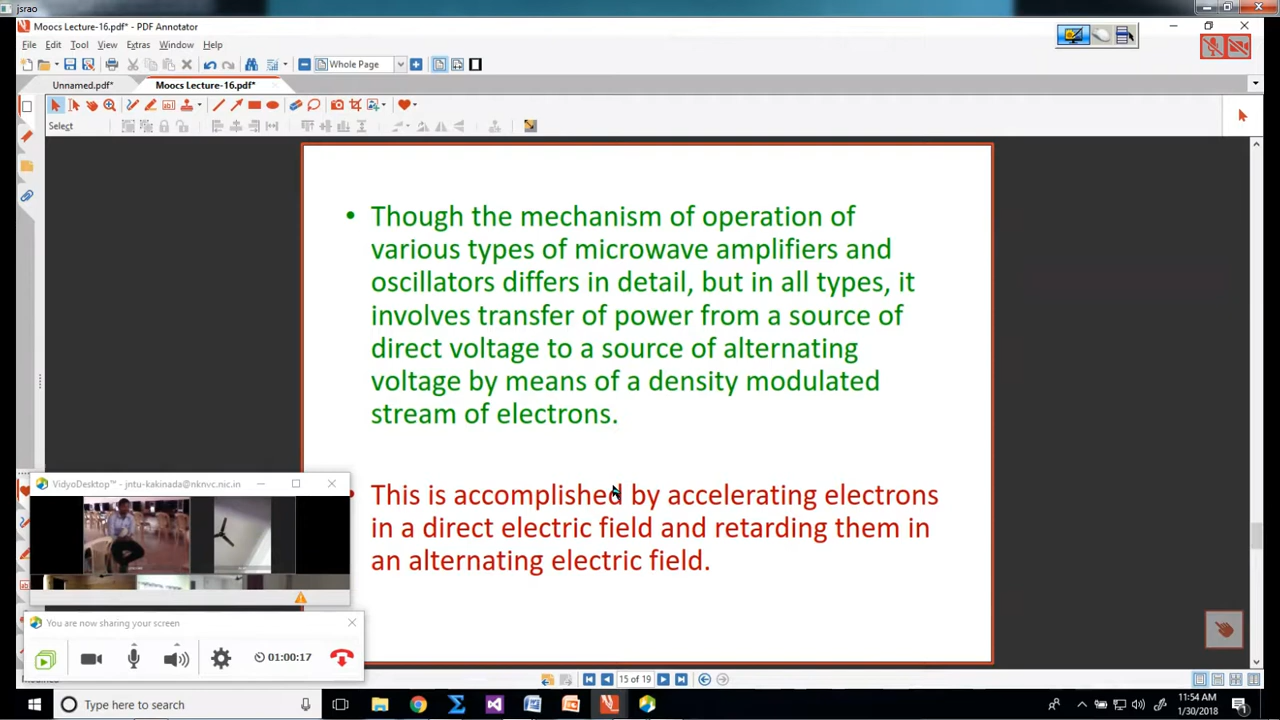 jsrao
Moocs Lecture-16.pdf* - PDF Annotator
File Edit Tool View Extras Window Help
Whole Page
Unnamed.pdf* Moocs Lecture-16.pdf*
Select
• Though the mechanism of operation of
various types of microwave amplifiers and
oscillators differs in detail, but in all types, it
involves transfer of power from a source of
direct voltage to a source of alternating
voltage by means of a density modulated
stream of electrons.
This is accomplished by accelerating electrons
in a direct electric field and retarding them in
an alternating electric field.
VidyoDesktop™ - jntu-kakinada@nknvc.nic.in
You are now sharing your screen
01:00:17
15 of 19
Type here to search
11:54 AM
1/30/2018
1